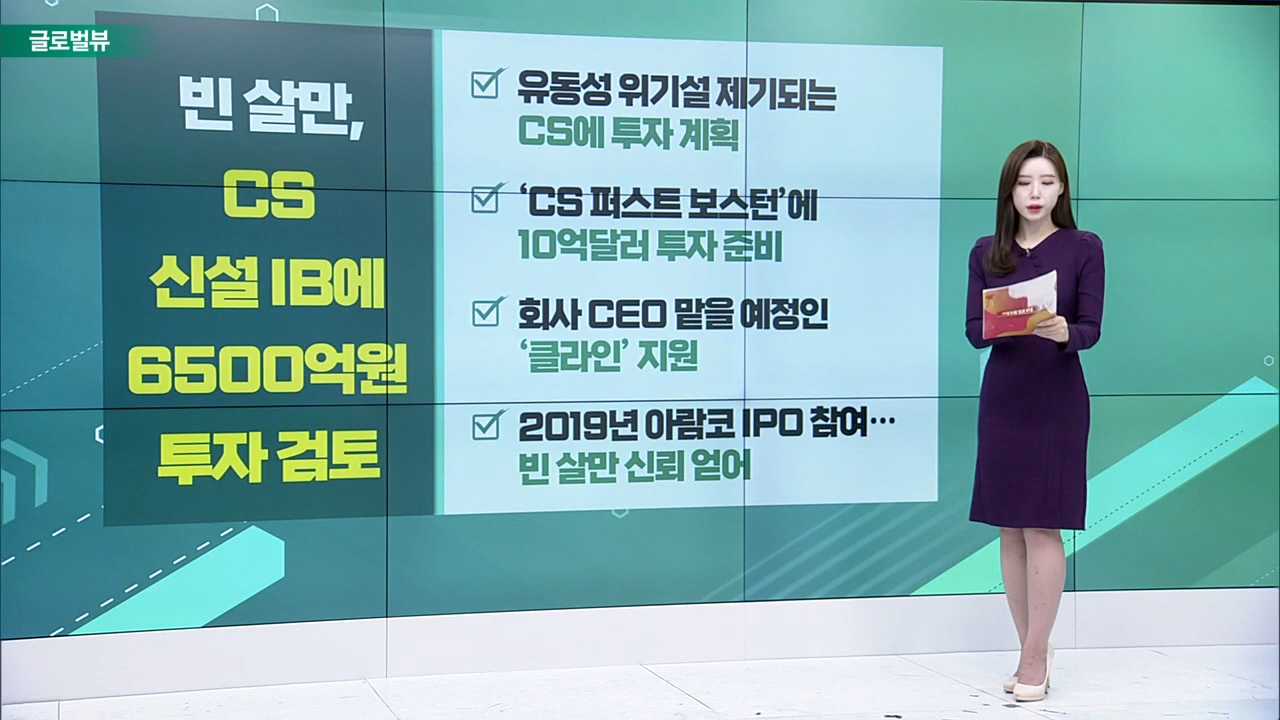 글로벌뷰
빈 살만,
CS
신설 IB에
6500억원
투자 검토
유동성 위기설 제기되는
CS에 투자 계획
‘CS 퍼스트 보스턴’에
10억달러 투자 준비
회사 CEO 맡을 예정인
‘클라인’ 지원
2019년 아람코 IPO 참여…
빈 살만 신뢰 얻어